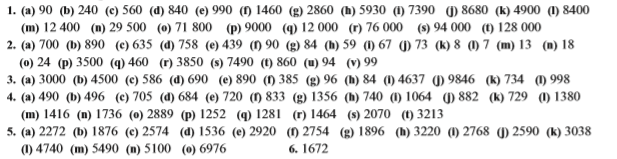 1. (a) 90 (b) 240 (c) 560 (d) 840 (e) 990 (f) 1460 (g) 2860 (h) 5930 (i) 7390 (j) 8680 (k) 4900 (l) 8400
(m) 12 400 (n) 29 500 (o) 71 800 (p) 9000 (q) 12 000 (r) 76 000 (s) 94 000 (t) 128 000
2. (a) 700 (b) 890 (c) 635 (d) 758 (e) 439 (f) 90 (g) 84 (h) 59 (i) 67 (j) 73 (k) 8 (l) 7 (m) 13 (n) 18
(o) 24 (p) 3500 (q) 460 (r) 3850 (s) 7490 (t) 860 (u) 94 (v) 99
3. (a) 3000 (b) 4500 (c) 586 (d) 690 (e) 890 (f) 385 (g) 96 (h) 84 (i) 4637 (j) 9846 (k) 734 (l) 998
4. (a) 490 (b) 496 (c) 705 (d) 684 (e) 720 (f) 833 (g) 1356 (h) 740 (i) 1064 (j) 882 (k) 729 (l) 1380
(m) 1416 (n) 1736 (o) 2889 (p) 1252 (q) 1281 (r) 1464 (s) 2070 (t) 3213
5. (a) 2272 (b) 1876 (c) 2574 (d) 1536 (e) 2920 (f) 2754 (g) 1896 (h) 3220 (i) 2768 (j) 2590 (k) 3038
(l) 4740 (m) 5490 (n) 5100 (o) 6976 6. 1672